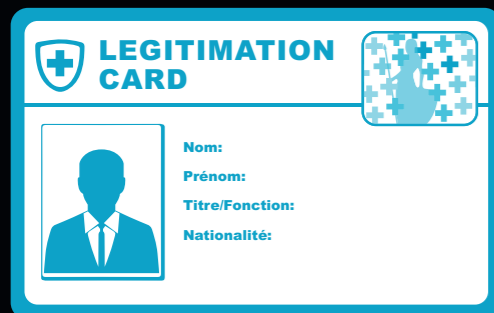 LEGITIMATION
CARD
Nom:
Prénom:
Titre/Fonction:
Nationalité: